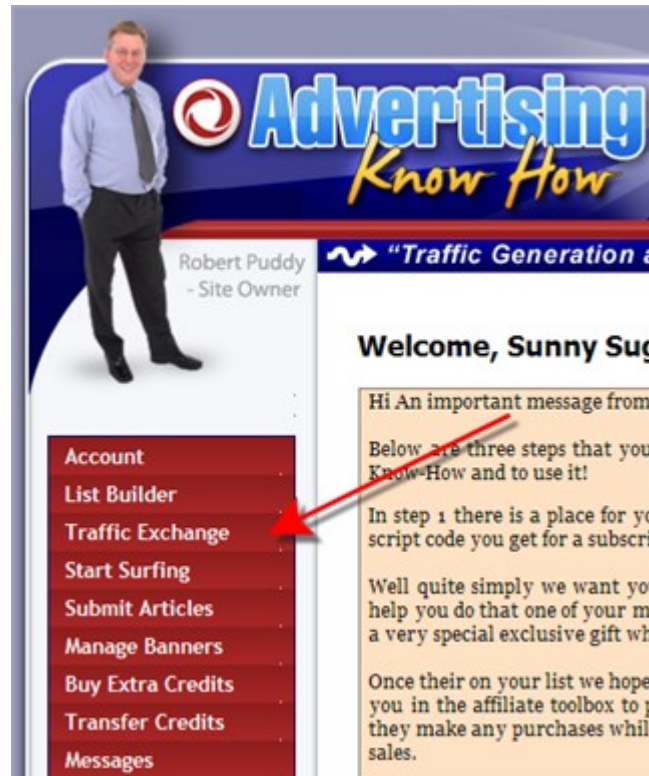 Advertising
Know How
Robert Puddy
- Site Owner
"Traffic Generation a
Welcome, Sunny Sug
Hi An important message from
Below are three steps that you
Know-How and to use it!
In step 1 there is a place for yo
script code you get for a subscri
Well quite simply we want you
help you do that one of your m
a very special exclusive gift wh
Once their on your list we hope
you in the affiliate toolbox to p
they make any purchases whil
sales.
Account
List Builder
Traffic Exchange
Start Surfing
Submit Articles
Manage Banners
Buy Extra Credits
Transfer Credits
Messages